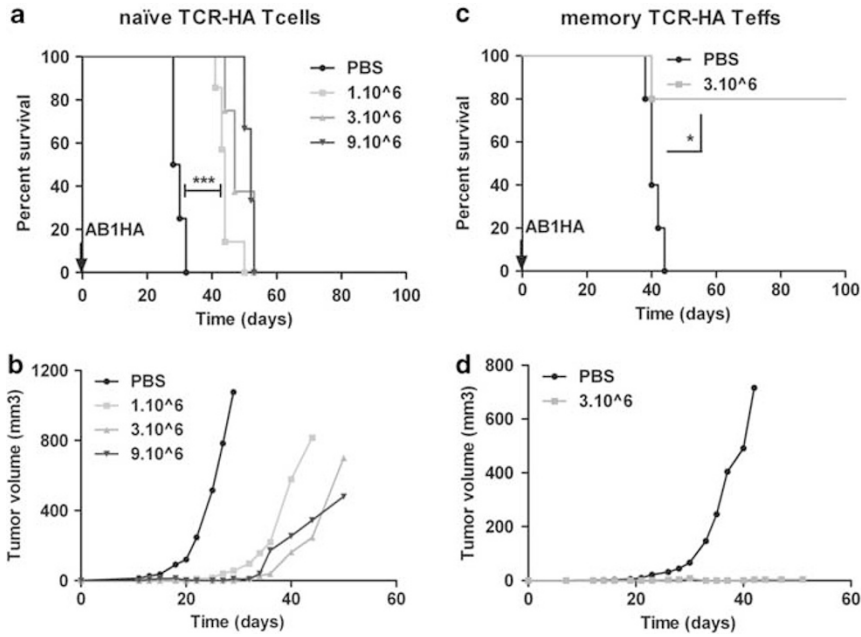 a
naïve TCR-HA Tcells
Percent survival
100
80
60
40
20
0
PBS
1.10^6
3.10^6
9.10^6
***
AB1HA
0 20 40 60 80 100
Time (days)
c
memory TCR-HA Teffs
Percent survival
100
80
60
40
20
0
PBS
3.10^6
*
AB1HA
0 20 40 60 80 100
Time (days)
b
Tumor volume (mm3)
1200
800
400
0
PBS
1.10^6
3.10^6
9.10^6
0 20 40 60
Time (days)
d
Tumor volume (mm3)
800
600
400
200
0
PBS
3.10^6
0 20 40 60
Time (days)